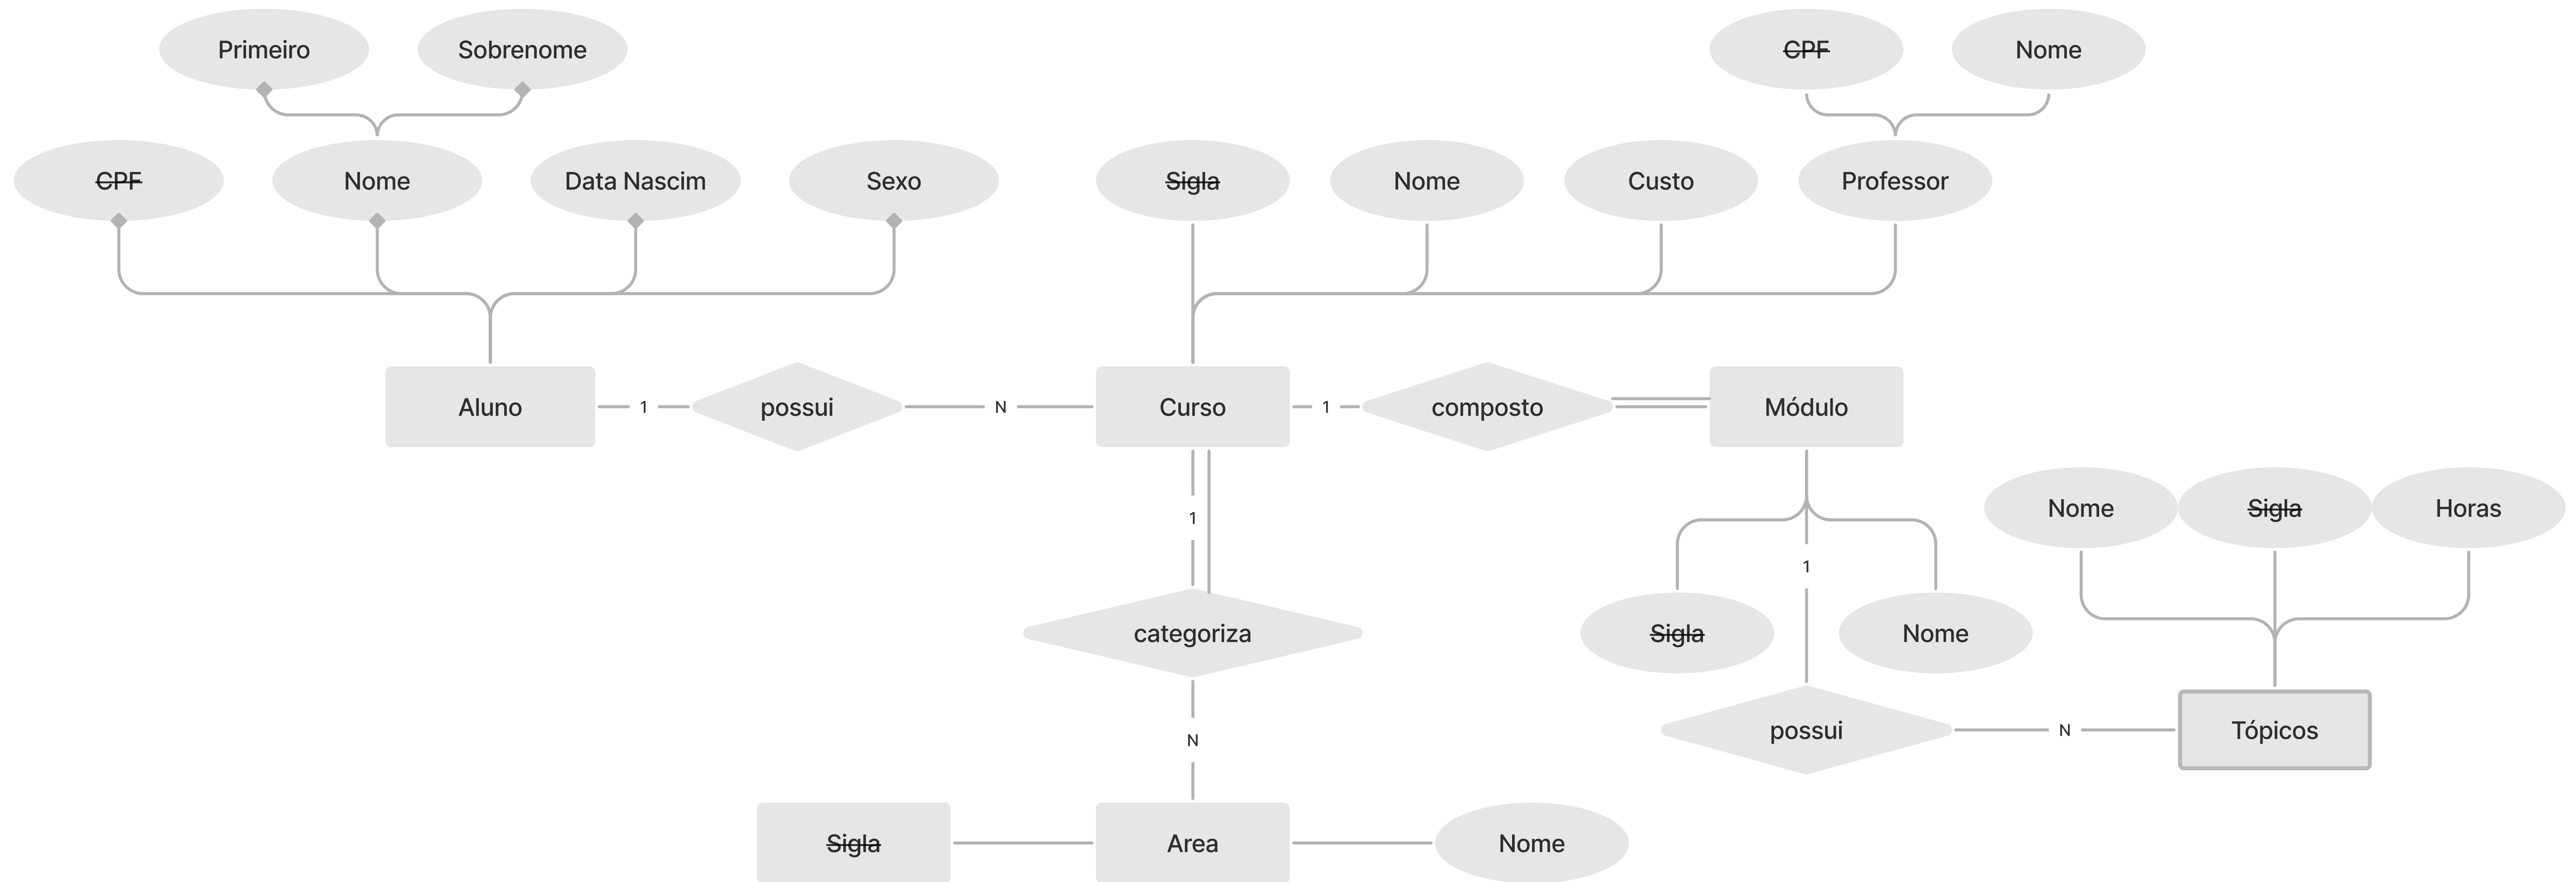 Primeiro
Sobrenome
CPF
Nome
CPF
Nome
Data Nascim
Sexo
Sigla
Nome
Custo
Professor
Aluno
1
possui
N
Curso
1
composto
Módulo
Nome
Sigla
Horas
1
1
categoriza
Sigla
Nome
possui
N
Tópicos
N
Sigla
Area
Nome